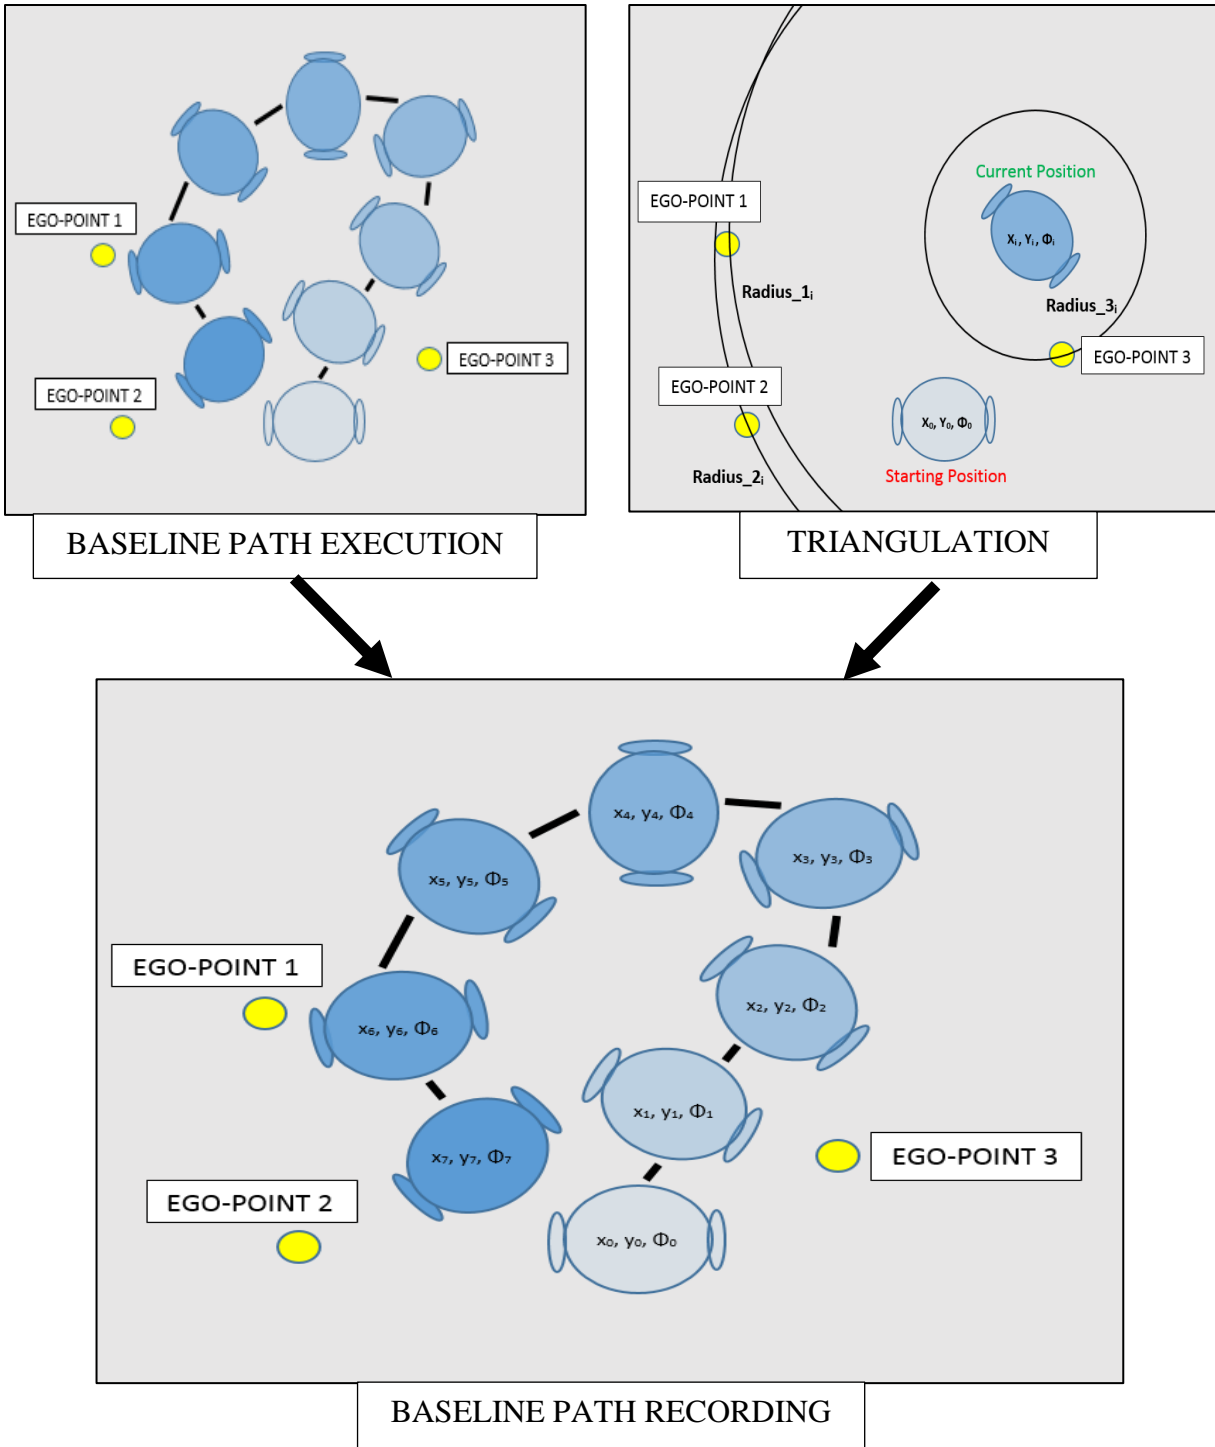 EGO-POINT 1
EGO-POINT 3
EGO-POINT 2
BASELINE PATH EXECUTION
Current Position
EGO-POINT 1
Xᵢ, Yᵢ, Φᵢ
Radius_1ᵢ
Radius_3ᵢ
EGO-POINT 3
EGO-POINT 2
X₀, Y₀, Φ₀
Radius_2ᵢ
Starting Position
TRIANGULATION
x₄, y₄, Φ₄
x₃, y₃, Φ₃
x₅, y₅, Φ₅
EGO-POINT 1
x₂, y₂, Φ₂
x₆, y₆, Φ₆
x₁, y₁, Φ₁
x₇, y₇, Φ₇
EGO-POINT 3
EGO-POINT 2
x₀, y₀, Φ₀
BASELINE PATH RECORDING